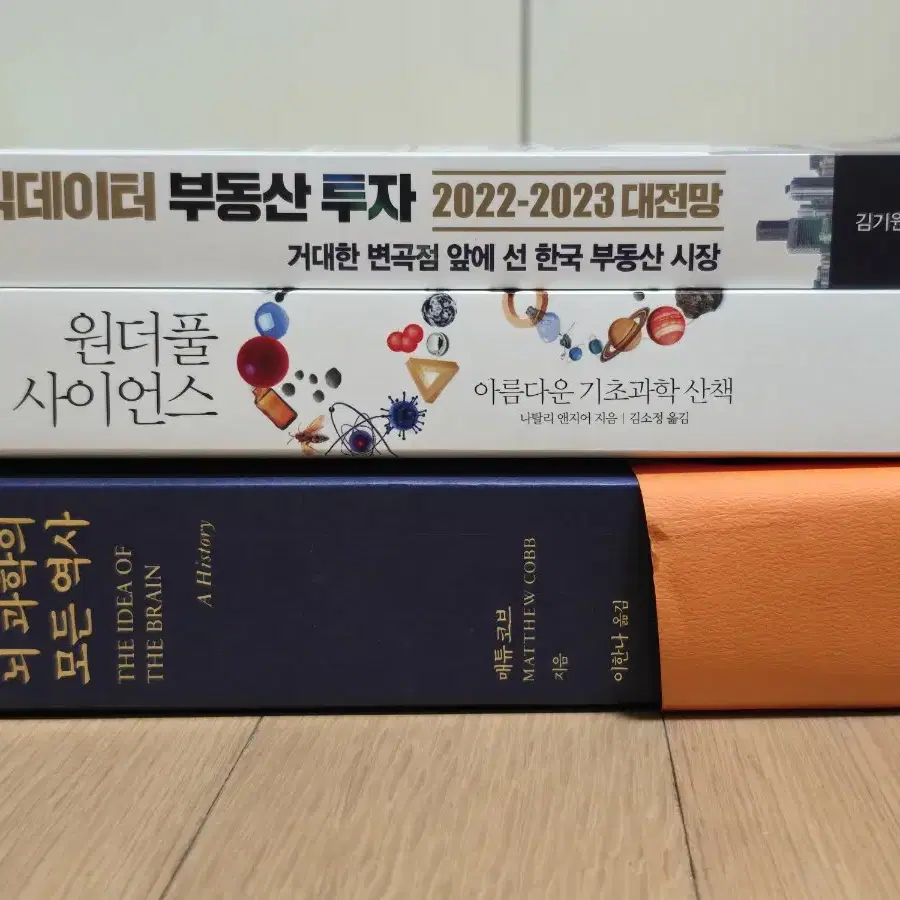 빅데이터 부동산 투자 2022-2023 대전망
거대한 변곡점 앞에 선 한국 부동산 시장
김기원
원더풀
사이언스
아름다운 기초과학 산책
나탈리 앤지어 지음 | 김소정 옮김
뇌 과학의
모든 역사
THE IDEA OF
THE BRAIN
A History
매튜 코브
MATTHEW COBB
지음
이한나 옮김